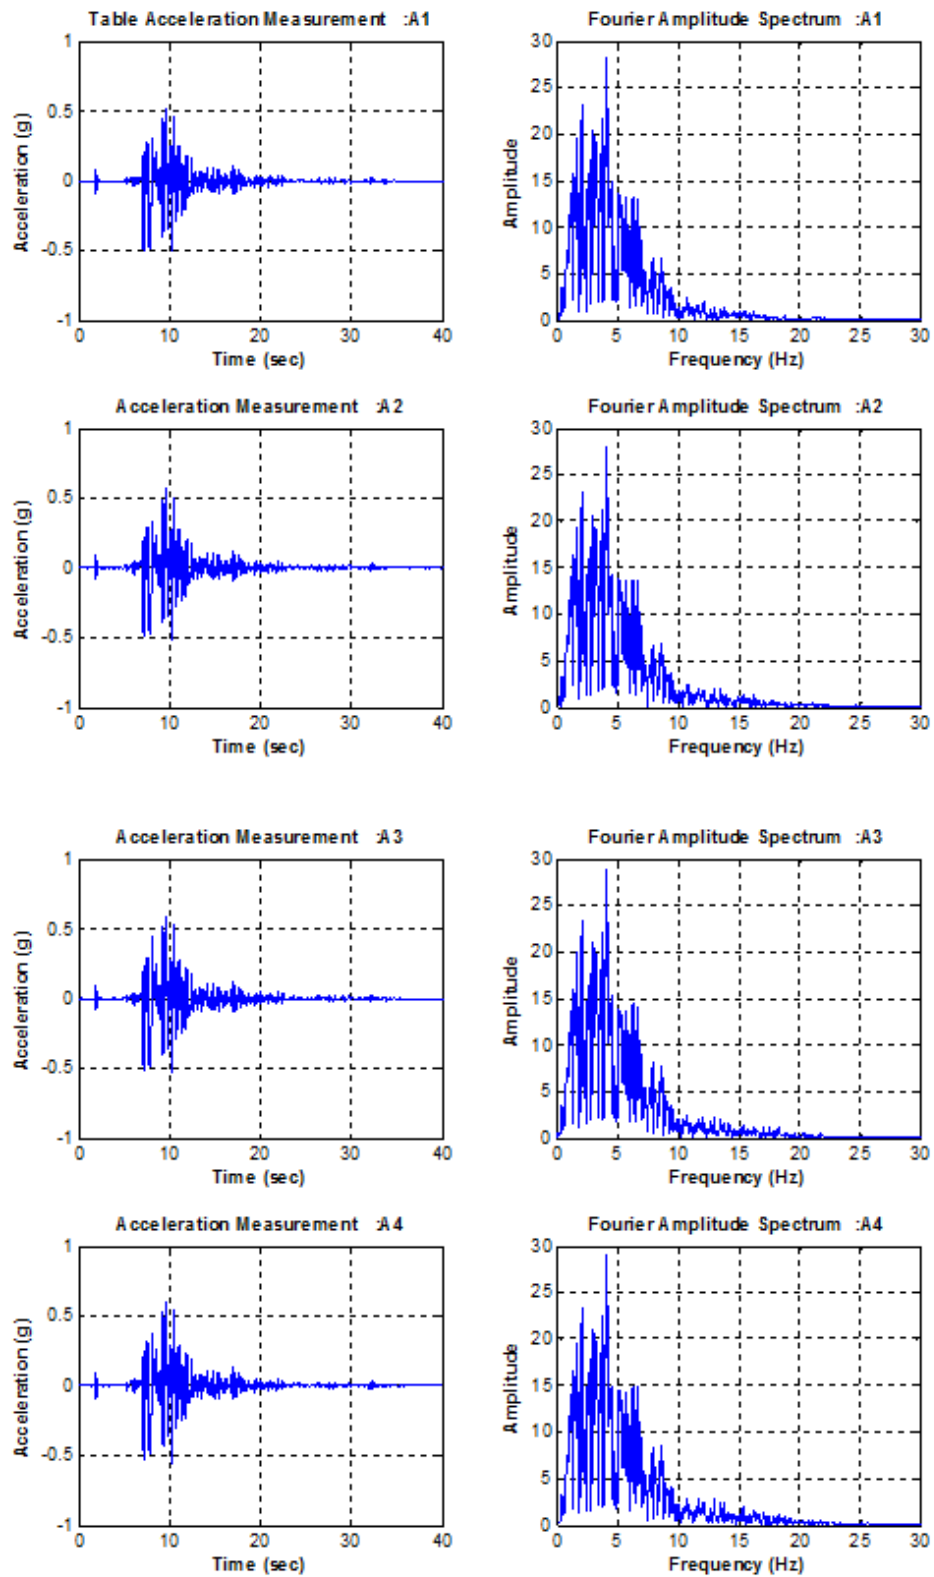 Table Acceleration Measurement :A1
Acceleration (g)
1
0.5
0
-0.5
-1
0 10 20 30 40
Time (sec)
Fourier Amplitude Spectrum :A1
Amplitude
30
25
20
15
10
5
0
0 5 10 15 20 25 30
Frequency (Hz)
Acceleration Measurement :A2
Acceleration (g)
1
0.5
0
-0.5
-1
0 10 20 30 40
Time (sec)
Fourier Amplitude Spectrum :A2
Amplitude
30
25
20
15
10
5
0
0 5 10 15 20 25 30
Frequency (Hz)
Acceleration Measurement :A3
Acceleration (g)
1
0.5
0
-0.5
-1
0 10 20 30 40
Time (sec)
Fourier Amplitude Spectrum :A3
Amplitude
30
25
20
15
10
5
0
0 5 10 15 20 25 30
Frequency (Hz)
Acceleration Measurement :A4
Acceleration (g)
1
0.5
0
-0.5
-1
0 10 20 30 40
Time (sec)
Fourier Amplitude Spectrum :A4
Amplitude
30
25
20
15
10
5
0
0 5 10 15 20 25 30
Frequency (Hz)